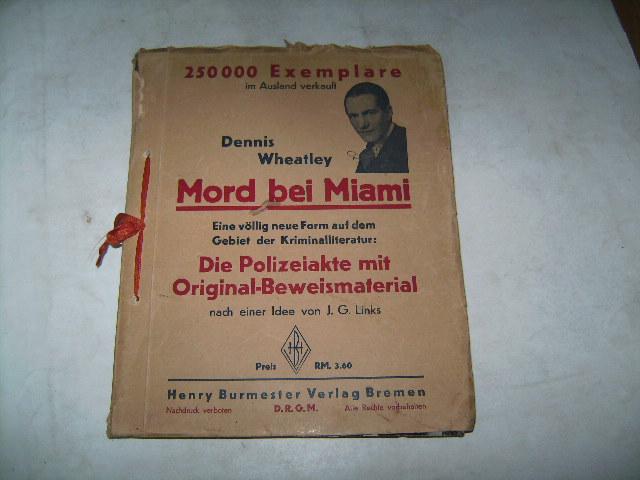 250000 Exemplare
im Ausland verkauft
Dennis
Wheatley
Mord bei Miami
Eine völlig neue Form auf dem
Gebiet der Kriminalliteratur:
Die Polizeiakte mit
Original-Beweismaterial
nach einer Idee von J. G. Links
Preis RM. 3.60
Henry Burmester Verlag Bremen
Nachdruck verboten D.R.G.M. Alle Rechte vorbehalten